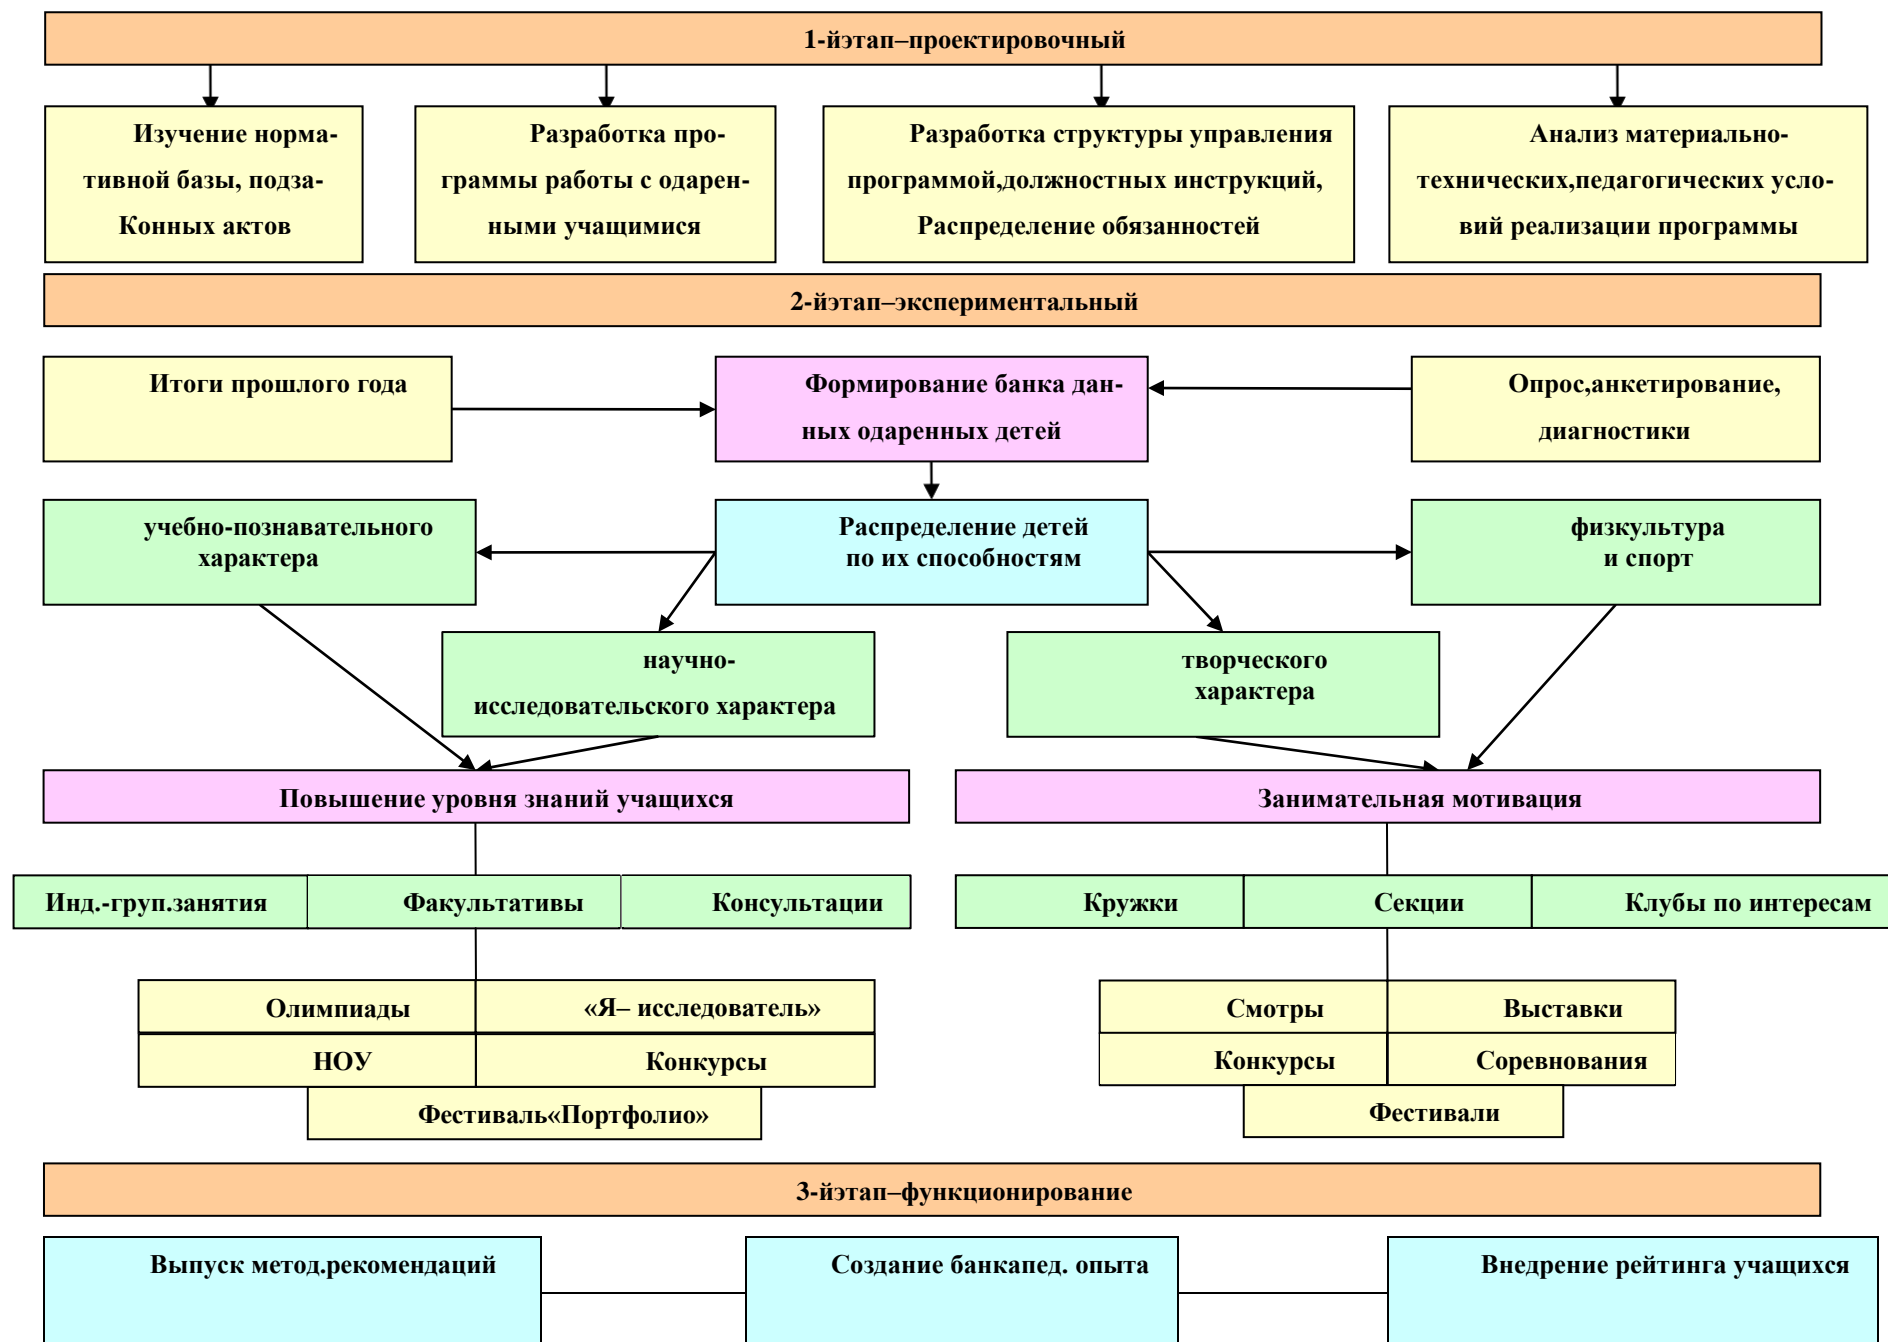 1-йэтап–проектировочный
Изучение норма-
тивной базы, подза-
Конных актов
Разработка про-
граммы работы с одарен-
ными учащимися
Разработка структуры управления
программой,должностных инструкций,
Распределение обязанностей
Анализ материально-
технических,педагогических усло-
вий реализации программы
2-йэтап–экспериментальный
Итоги прошлого года
Формирование банка дан-
ных одаренных детей
Опрос,анкетирование,
диагностики
учебно-познавательного
характера
Распределение детей
по их способностям
физкультура
и спорт
научно-
исследовательского характера
творческого
характера
Повышение уровня знаний учащихся
Занимательная мотивация
Инд.-груп.занятия
Факультативы
Консультации
Кружки
Секции
Клубы по интересам
Олимпиады
«Я– исследователь»
НОУ
Конкурсы
Фестиваль«Портфолио»
Смотры
Выставки
Конкурсы
Соревнования
Фестивали
3-йэтап–функционирование
Выпуск метод.рекомендаций
Создание банкапед. опыта
Внедрение рейтинга учащихся